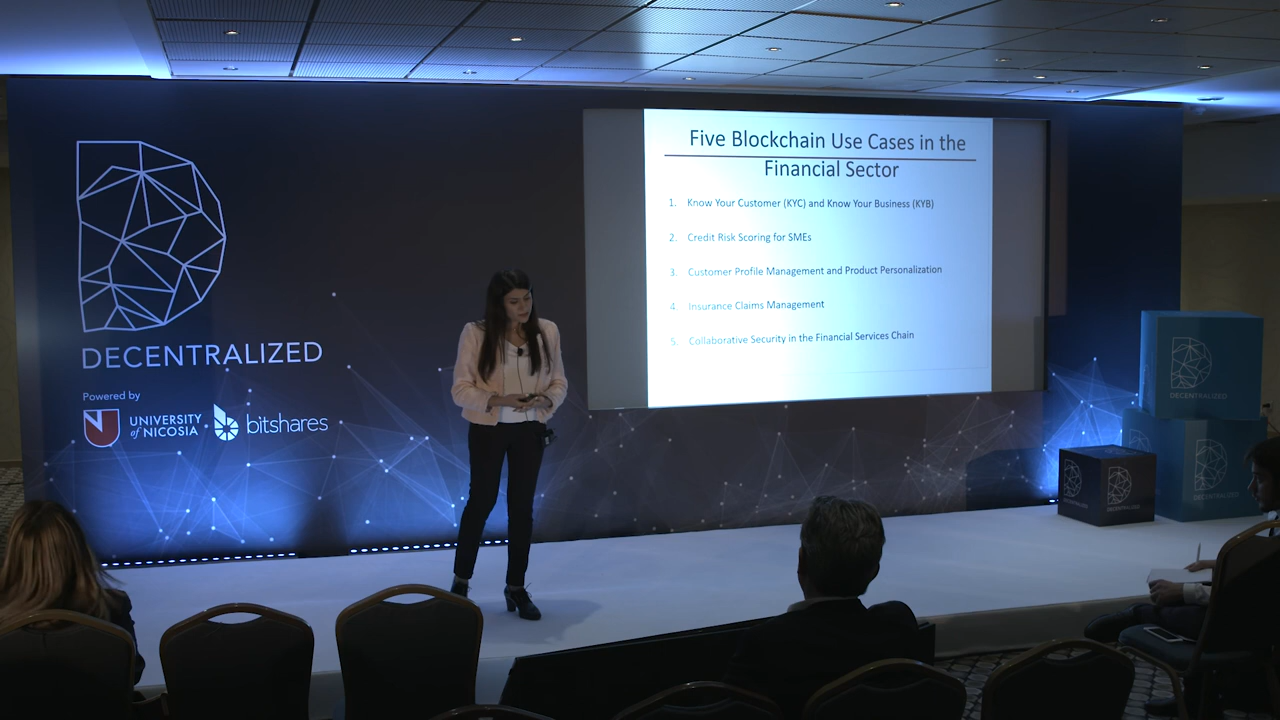 Five Blockchain Use Cases in the
Financial Sector
1. Know Your Customer (KYC) and Know Your Business (KYB)
2. Credit Risk Scoring for SMEs
3. Customer Profile Management and Product Personalization
4. Insurance Claims Management
5. Collaborative Security in the Financial Services Chain
DECENTRALIZED
Powered by
UNIVERSITY
of NICOSIA
bitshares
DECENTRALIZED
DECENTRALIZED
DECENTRALIZED
DECENTRALIZED